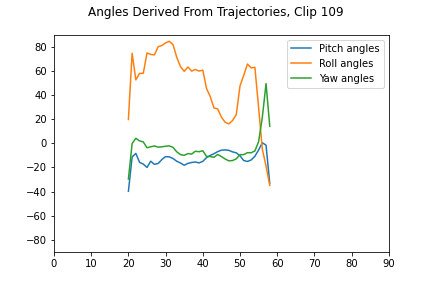 Angles Derived From Trajectories, Clip 109
80
60
40
20
0
−20
−40
−60
−80
0 10 20 30 40 50 60 70 80 90
Pitch angles
Roll angles
Yaw angles